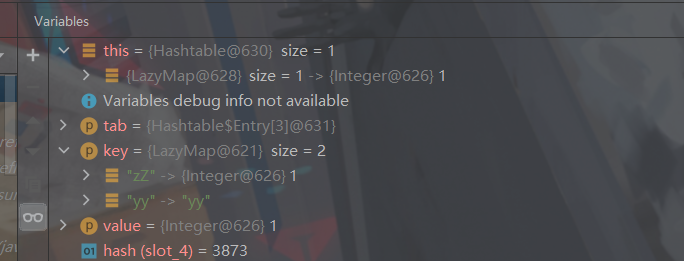 Variables
this = {Hashtable@630} size = 1
{LazyMap@628} size = 1 -> {Integer@626} 1
Variables debug info not available
tab = {Hashtable$Entry[3]@631}
key = {LazyMap@621} size = 2
"zZ" -> {Integer@626} 1
"yy" -> "yy"
value = {Integer@626} 1
01 hash (slot_4) = 3873